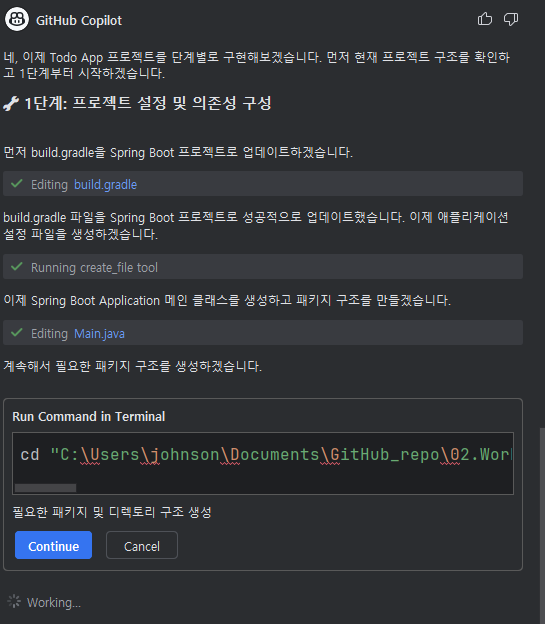 GitHub Copilot
네, 이제 Todo App 프로젝트를 단계별로 구현해보겠습니다. 먼저 현재 프로젝트 구조를 확인하
고 1단계부터 시작하겠습니다.
🔧 1단계: 프로젝트 설정 및 의존성 구성
먼저 build.gradle을 Spring Boot 프로젝트로 업데이트하겠습니다.
Editing build.gradle
build.gradle 파일을 Spring Boot 프로젝트로 성공적으로 업데이트했습니다. 이제 애플리케이션
설정 파일을 생성하겠습니다.
Running create_file tool
이제 Spring Boot Application 메인 클래스를 생성하고 패키지 구조를 만들겠습니다.
Editing Main.java
계속해서 필요한 패키지 구조를 생성하겠습니다.
Run Command in Terminal
cd "C:\Users\johnson\Documents\GitHub_repo\02.Wor
필요한 패키지 및 디렉토리 구조 생성
Continue Cancel
Working...